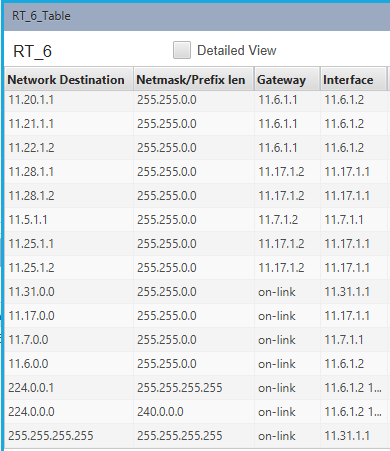 RT_6_Table
RT_6 Detailed View
Network Destination Netmask/Prefix len Gateway Interface
11.20.1.1 255.255.0.0 11.6.1.1 11.6.1.2
11.21.1.1 255.255.0.0 11.6.1.1 11.6.1.2
11.22.1.2 255.255.0.0 11.6.1.1 11.6.1.2
11.28.1.1 255.255.0.0 11.17.1.2 11.17.1.1
11.28.1.2 255.255.0.0 11.17.1.2 11.17.1.1
11.5.1.1 255.255.0.0 11.7.1.2 11.7.1.1
11.25.1.1 255.255.0.0 11.17.1.2 11.17.1.1
11.25.1.2 255.255.0.0 11.17.1.2 11.17.1.1
11.31.0.0 255.255.0.0 on-link 11.31.1.1
11.17.0.0 255.255.0.0 on-link 11.17.1.1
11.7.0.0 255.255.0.0 on-link 11.7.1.1
11.6.0.0 255.255.0.0 on-link 11.6.1.2
224.0.0.1 255.255.255.255 on-link 11.6.1.2 1...
224.0.0.0 240.0.0.0 on-link 11.6.1.2 1...
255.255.255.255 255.255.255.255 on-link 11.31.1.1